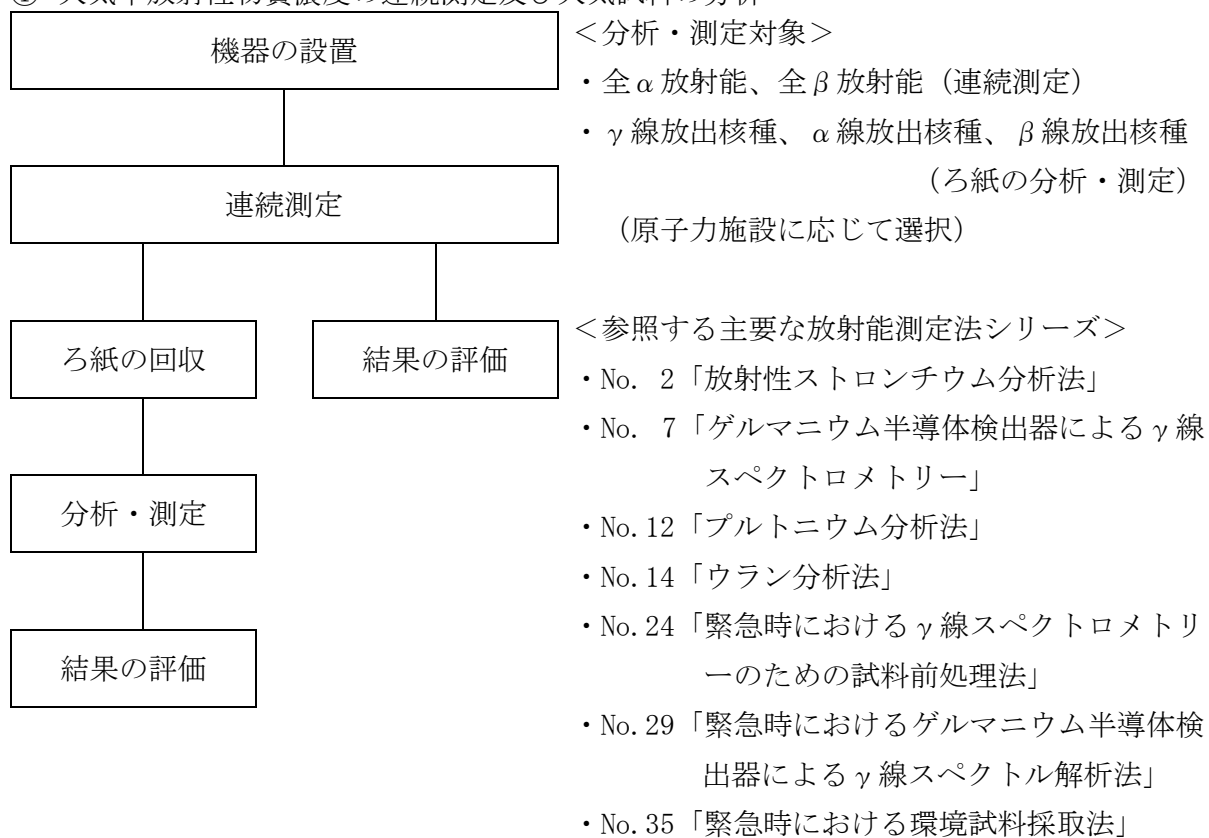 機器の設置
連続測定
ろ紙の回収
結果の評価
分析・測定
結果の評価
<分析・測定対象>
・全α放射能、全β放射能（連続測定）
・γ線放出核種、α線放出核種、β線放出核種
（ろ紙の分析・測定）
（原子力施設に応じて選択）
<参照する主要な放射能測定法シリーズ>
・No. 2「放射性ストロンチウム分析法」
・No. 7「ゲルマニウム半導体検出器によるγ線
スペクトロメトリー」
・No.12「プルトニウム分析法」
・No.14「ウラン分析法」
・No.24「緊急時におけるγ線スペクトロメトリ
ーのための試料前処理法」
・No.29「緊急時におけるゲルマニウム半導体検
出器によるγ線スペクトル解析法」
・No.35「緊急時における環境試料採取法」